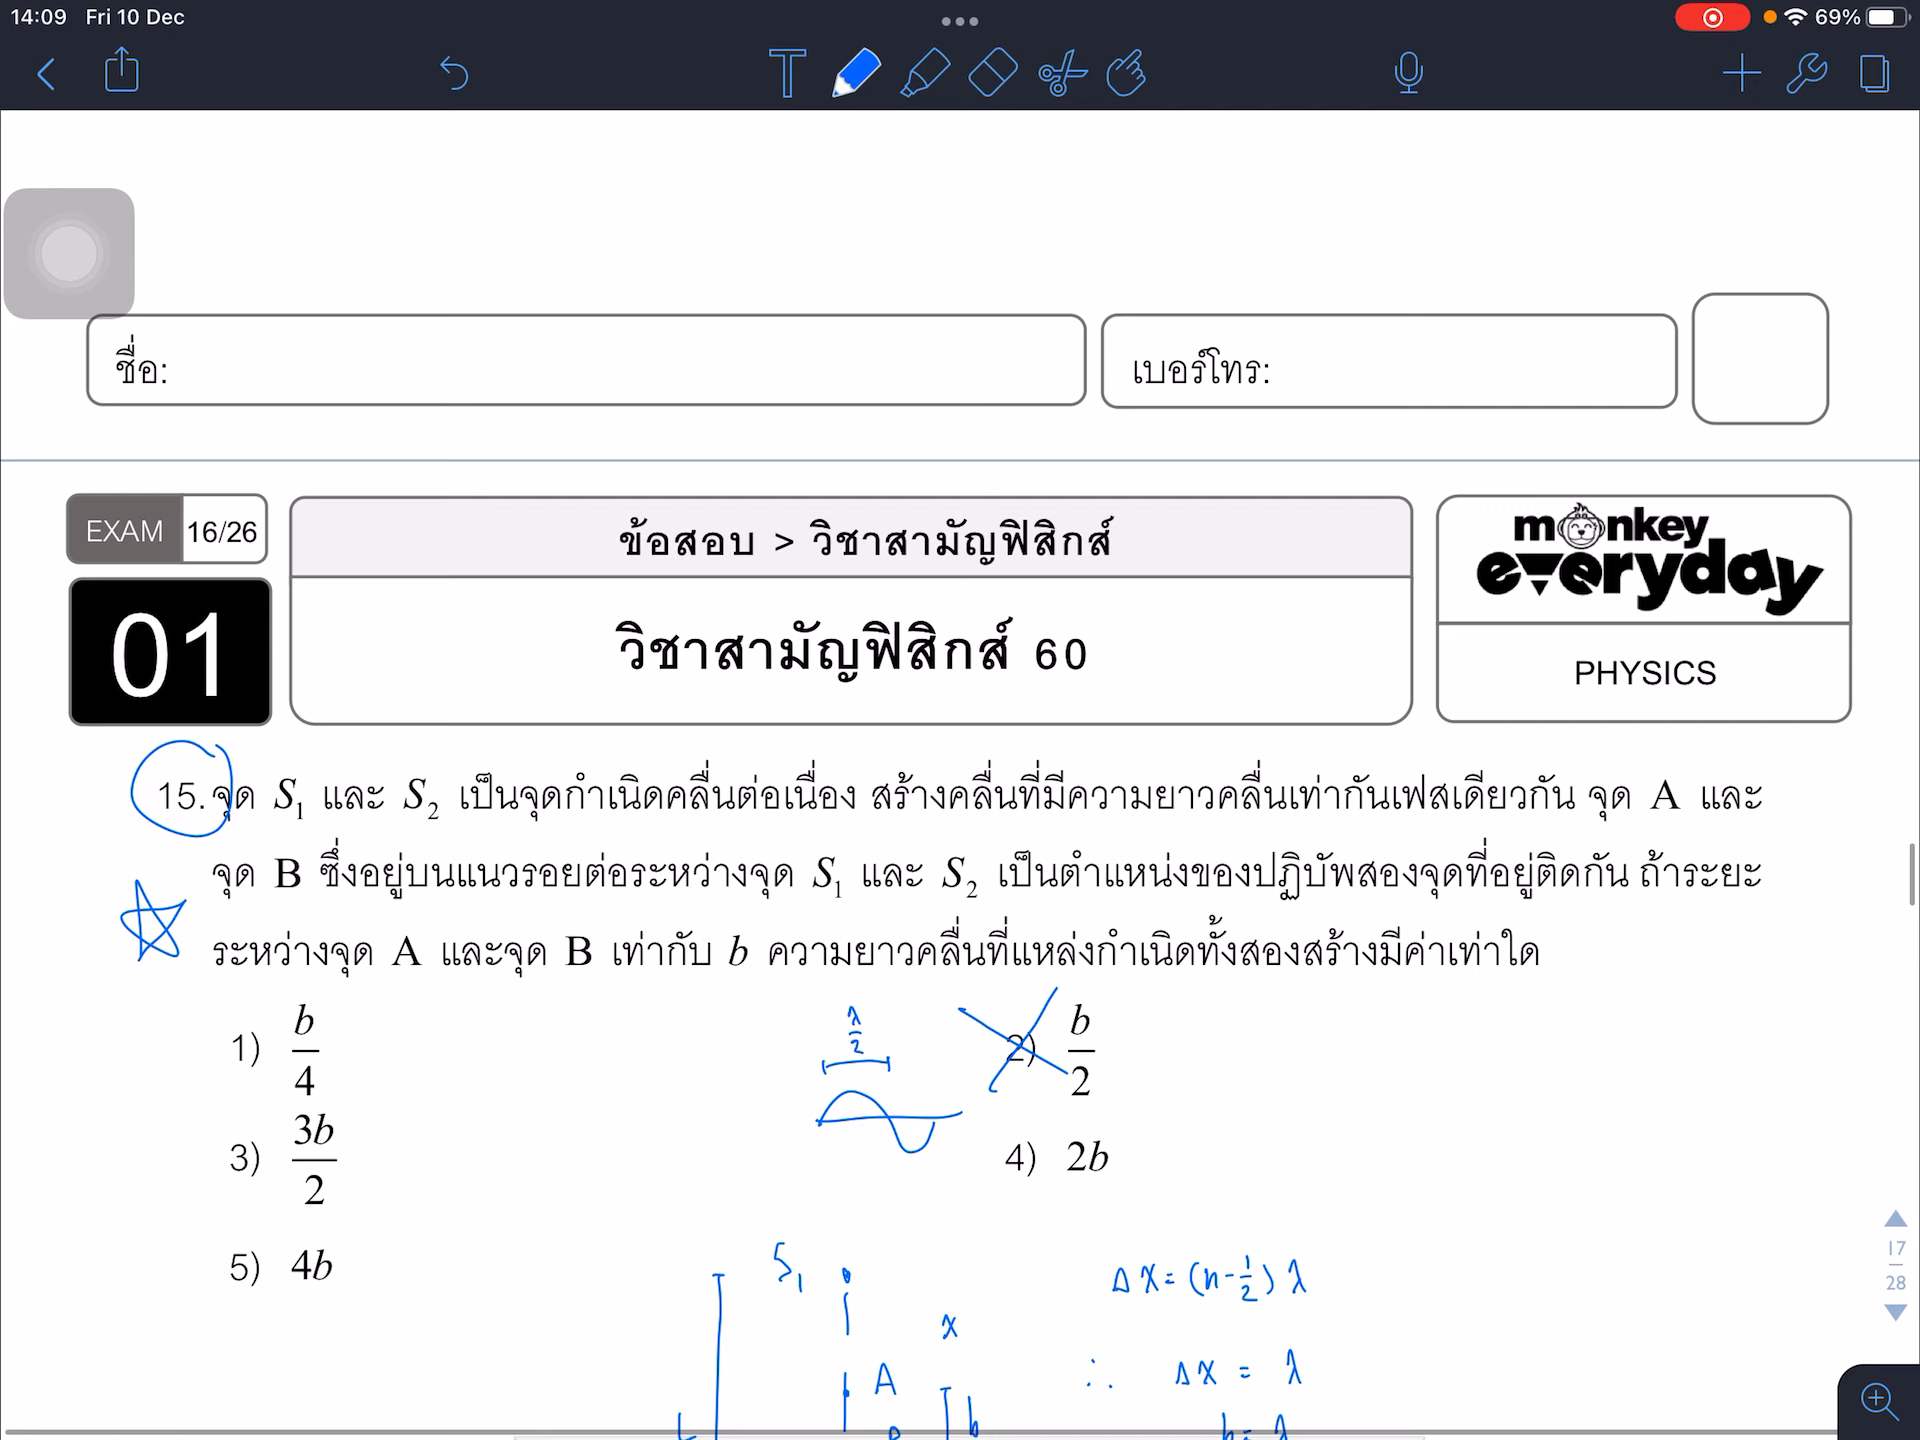 14:09 Fri 10 Dec
69%
T
ชื่อ:
เบอร์โทร:
EXAM 16/26
01
ข้อสอบ > วิชาสามัญฟิสิกส์
วิชาสามัญฟิสิกส์ 60
monkey
everyday
PHYSICS
15. จุด S₁ และ S₂ เป็นจุดกำเนิดคลื่นต่อเนื่อง สร้างคลื่นที่มีความยาวคลื่นเท่ากันเฟสเดียวกัน จุด A และ
จุด B ซึ่งอยู่บนแนวรอยต่อระหว่างจุด S₁ และ S₂ เป็นตำแหน่งของปฏิบัพสองจุดที่อยู่ติดกัน ถ้าระยะ
ระหว่างจุด A และจุด B เท่ากับ b ความยาวคลื่นที่แหล่งกำเนิดทั้งสองสร้างมีค่าเท่าใด
1) b/4
λ/2
2) b/2
3) 3b/2
4) 2b
5) 4b
S₁
Δx = (n-1/2) λ
x
A
∴ Δx = λ
b
17
28